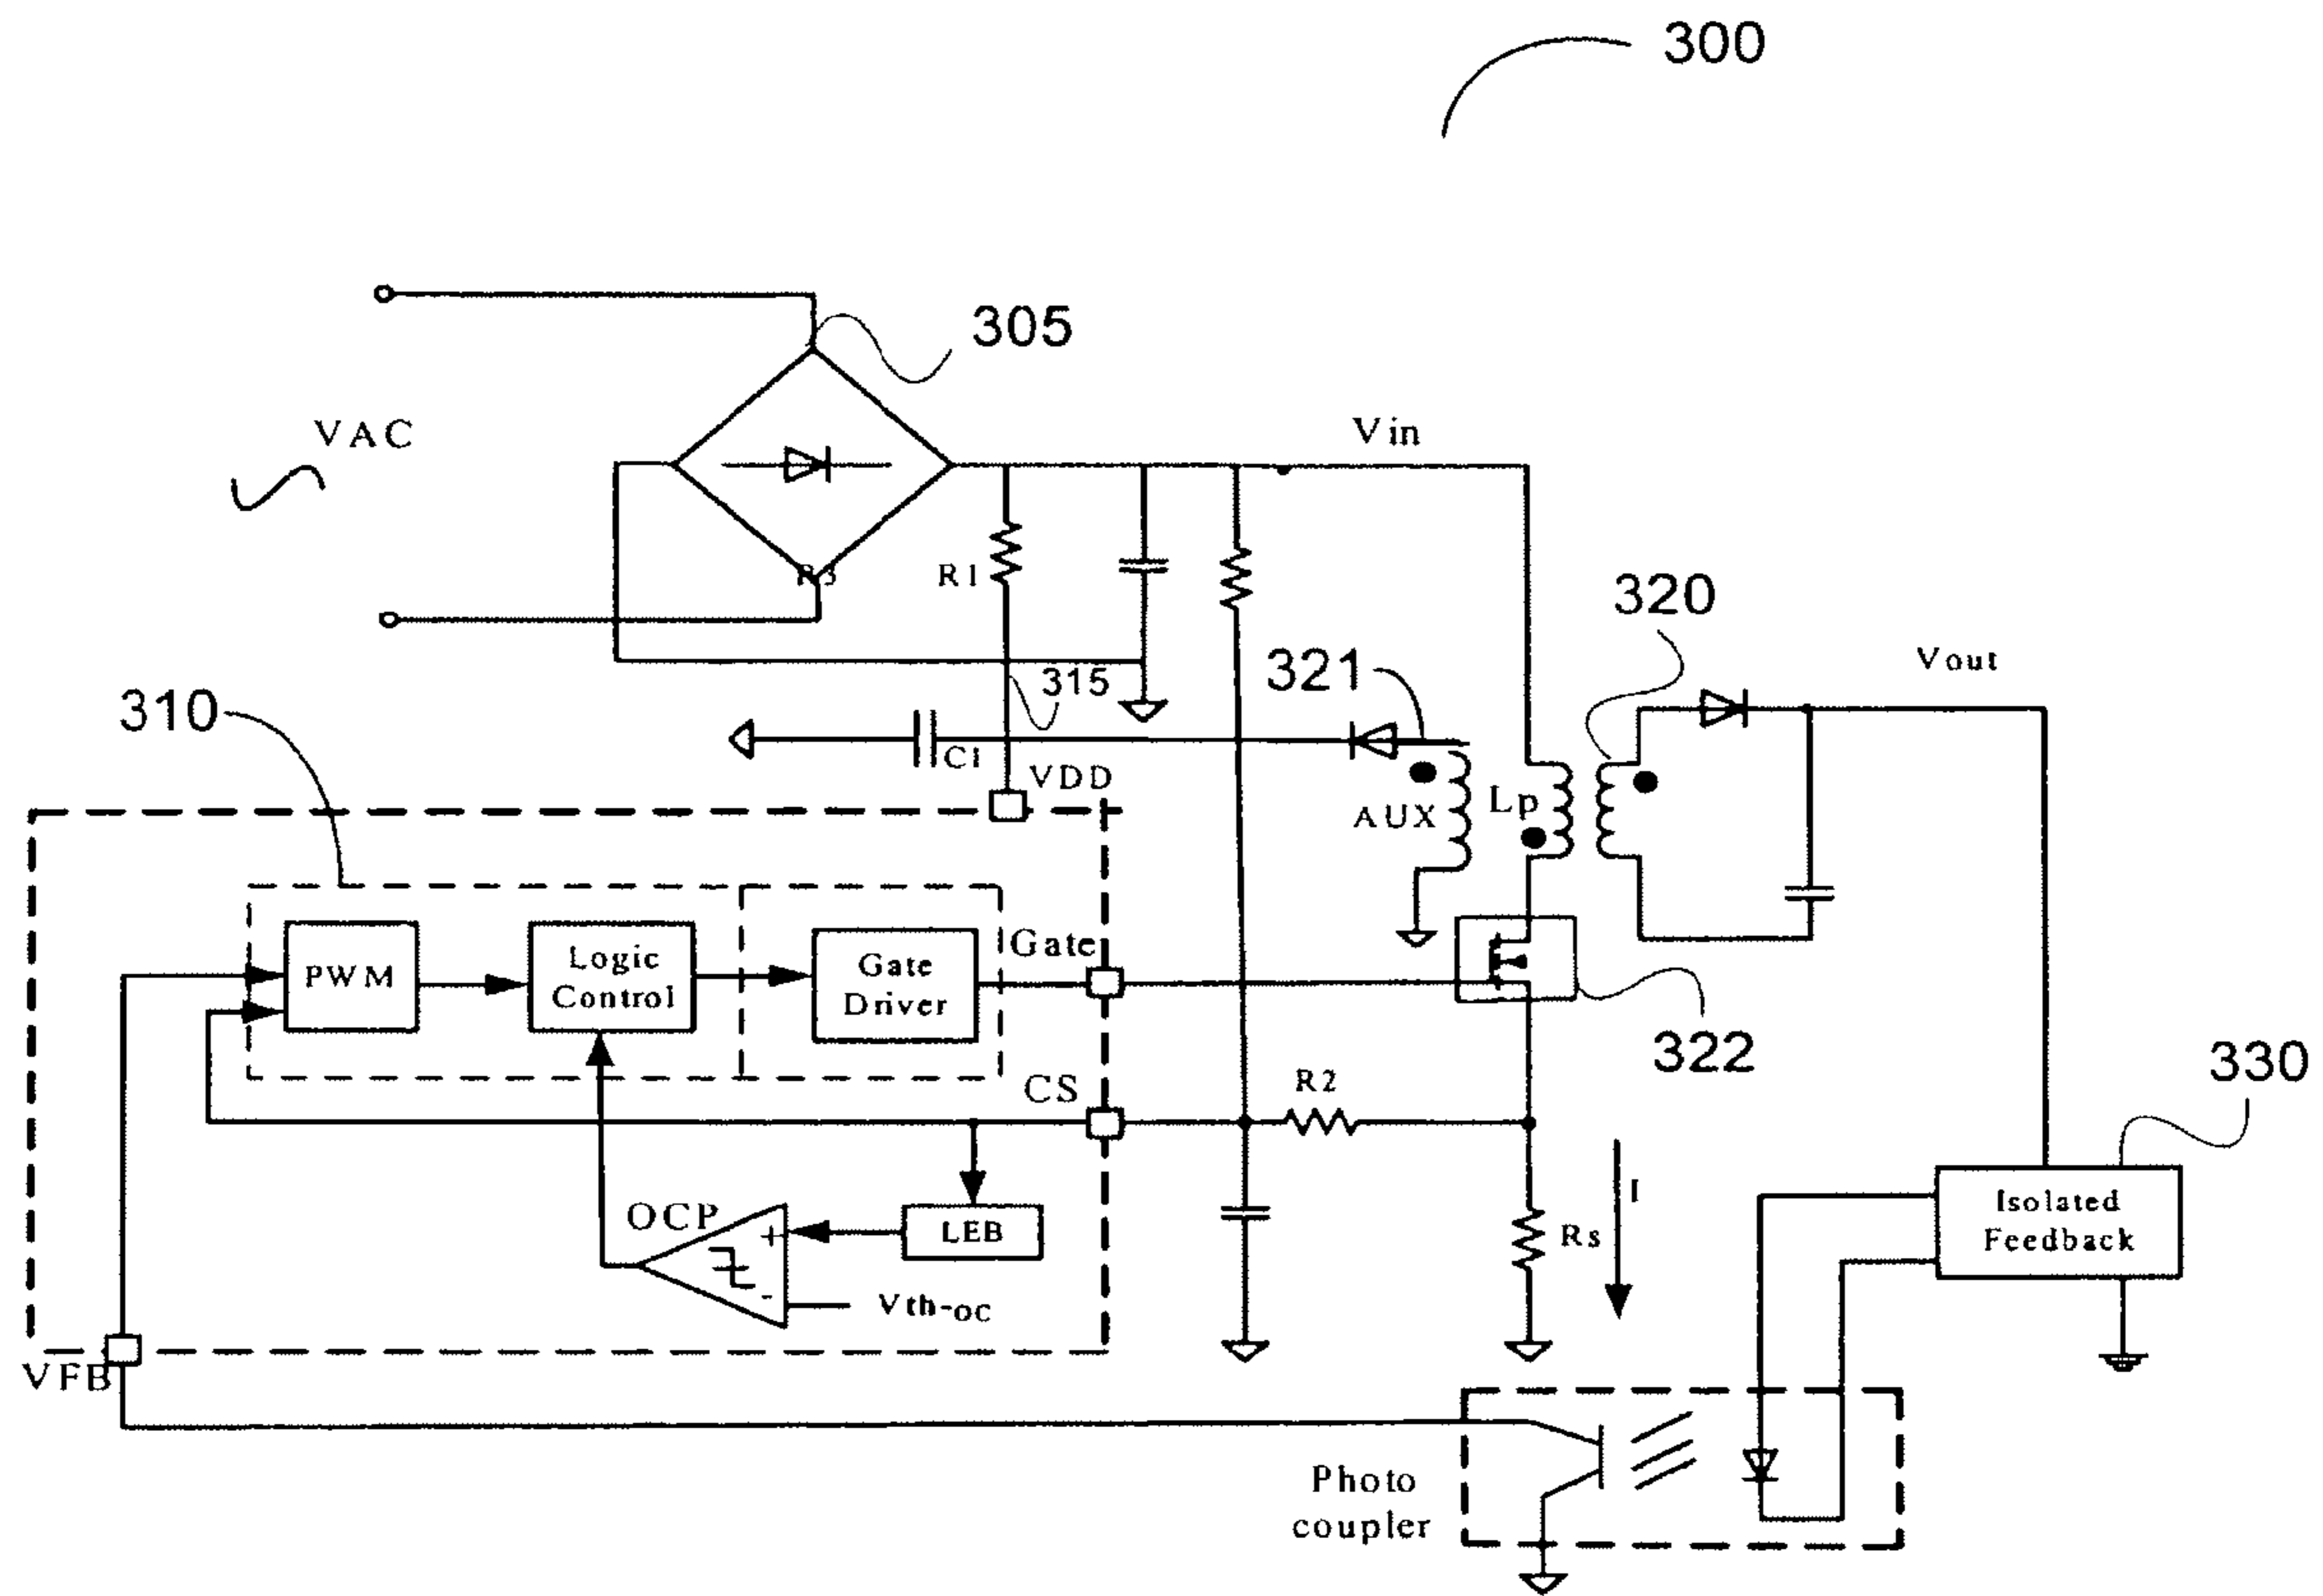 300
305
VAC
Vin
R3
R1
320
321
Vout
315
310
C1
VDD
AUX
Lp
Gate
PWM
Logic
Control
Gate
Driver
322
330
CS
R2
I
Isolated
Feedback
OCP
+
LEB
Rs
-
Vth-oc
VFB
Photo
coupler